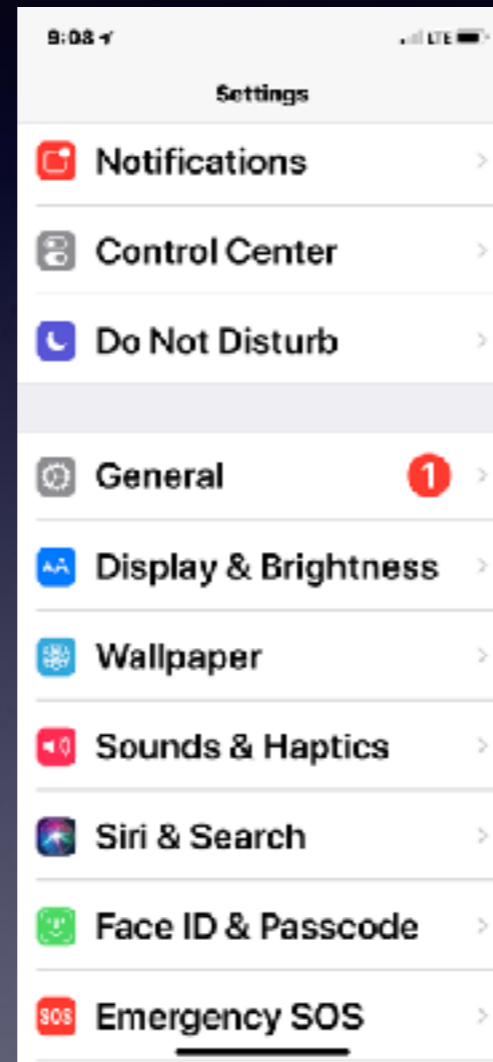 9:08 LTE
Settings
Notifications
Control Center
Do Not Disturb
General 1
Display & Brightness
Wallpaper
Sounds & Haptics
Siri & Search
Face ID & Passcode
SOS Emergency SOS